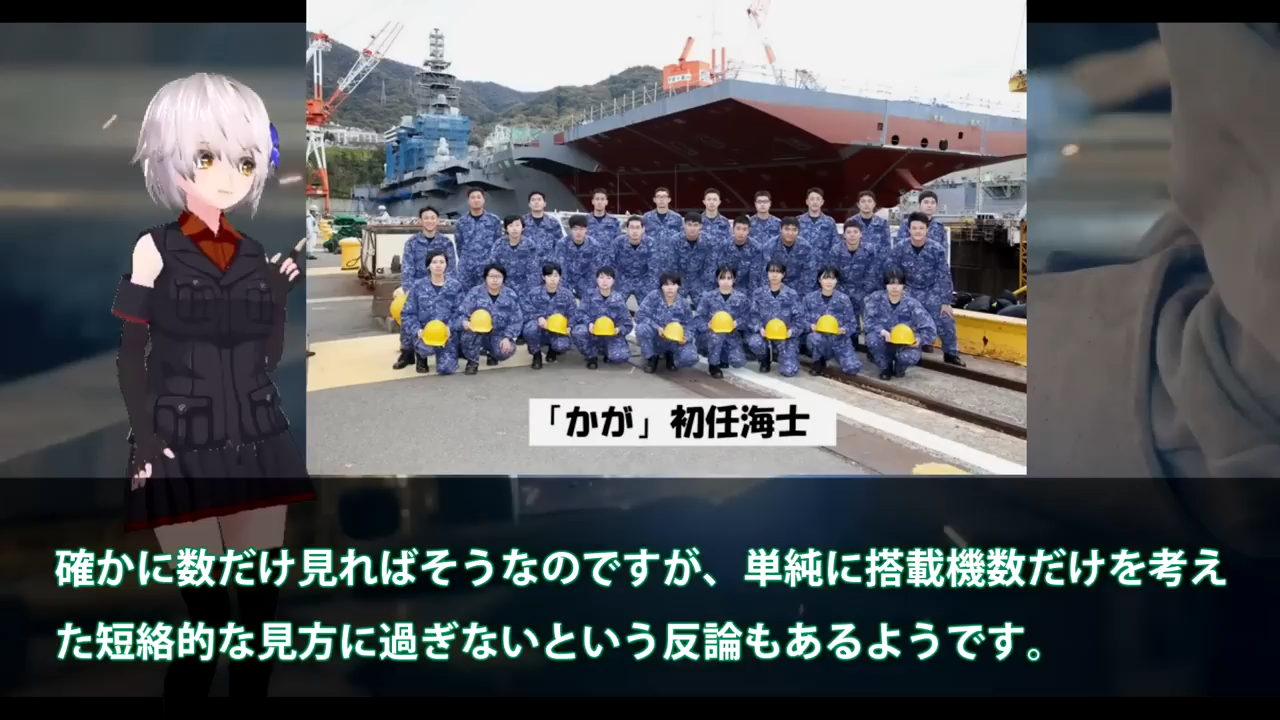 「かが」初任海士
確かに数だけ見ればそうなのですが、単純に搭載機数だけを考え
た短絡的な見方に過ぎないという反論もあるようです。